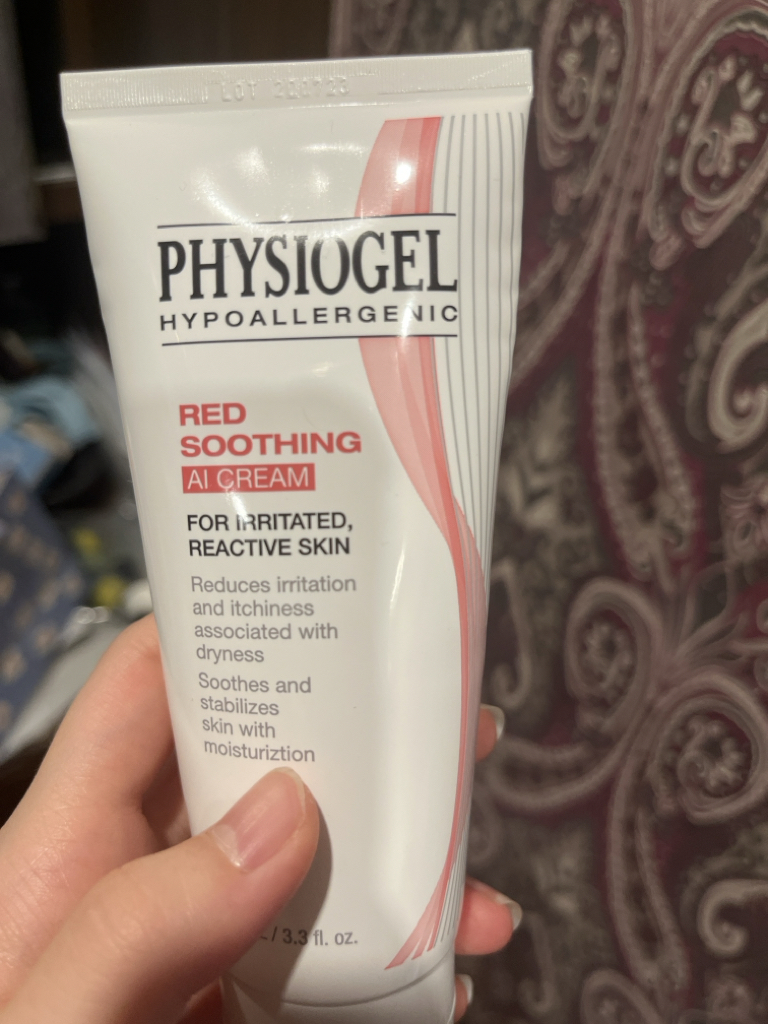 LOT
PHYSIOGEL
HYPOALLERGENIC
RED
SOOTHING
AI CREAM
FOR IRRITATED,
REACTIVE SKIN
Reduces irritation
and itchiness
associated with
dryness
Soothes and
stabilizes
skin with
moisturiztion
/ 3.3 fl. oz.